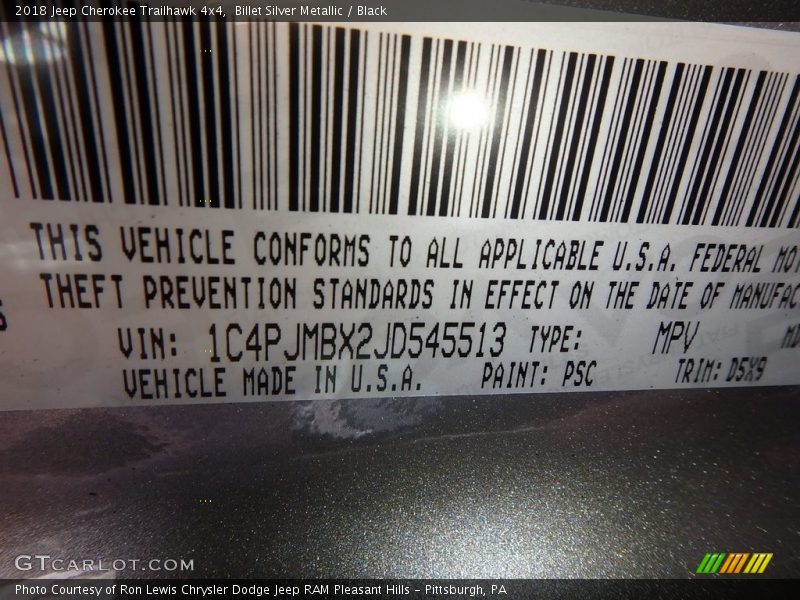 2018 Jeep Cherokee Trailhawk 4x4, Billet Silver Metallic / Black
THIS VEHICLE CONFORMS TO ALL APPLICABLE U.S.A. FEDERAL MOT
THEFT PREVENTION STANDARDS IN EFFECT ON THE DATE OF MANUFAC
VIN: 1C4PJMBX2JD545513 TYPE: MPV MD
VEHICLE MADE IN U.S.A. PAINT: PSC TRIM: D5X9
GTCARLOT.COM
Photo Courtesy of Ron Lewis Chrysler Dodge Jeep RAM Pleasant Hills - Pittsburgh, PA